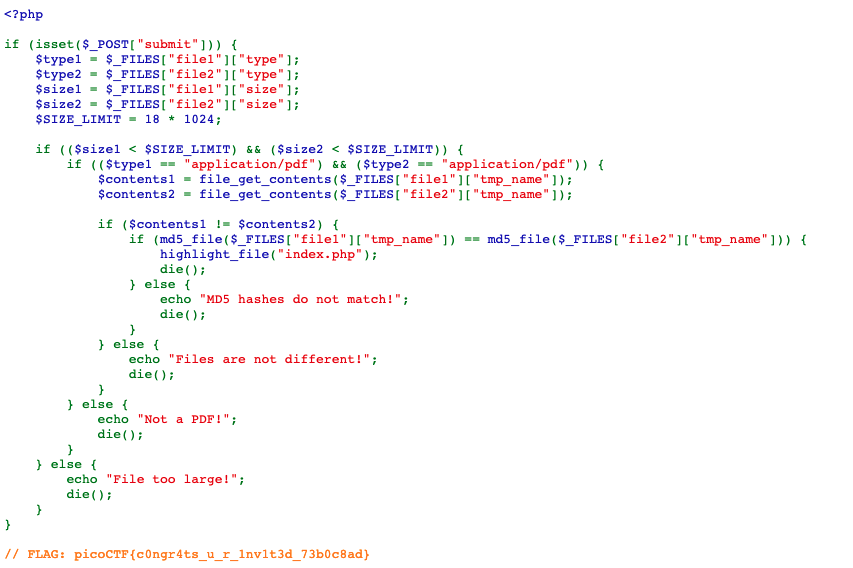 <?php
if (isset($_POST["submit"])) {
    $type1 = $_FILES["file1"]["type"];
    $type2 = $_FILES["file2"]["type"];
    $size1 = $_FILES["file1"]["size"];
    $size2 = $_FILES["file2"]["size"];
    $SIZE_LIMIT = 18 * 1024;
    if (($size1 < $SIZE_LIMIT) && ($size2 < $SIZE_LIMIT)) {
        if (($type1 == "application/pdf") && ($type2 == "application/pdf")) {
            $contents1 = file_get_contents($_FILES["file1"]["tmp_name"]);
            $contents2 = file_get_contents($_FILES["file2"]["tmp_name"]);
            if ($contents1 != $contents2) {
                if (md5_file($_FILES["file1"]["tmp_name"]) == md5_file($_FILES["file2"]["tmp_name"])) {
                    highlight_file("index.php");
                    die();
                } else {
                    echo "MD5 hashes do not match!";
                    die();
                }
            } else {
                echo "Files are not different!";
                die();
            }
        } else {
            echo "Not a PDF!";
            die();
        }
    } else {
        echo "File too large!";
        die();
    }
}
// FLAG: picoCTF{c0ngr4ts_u_r_1nv1t3d_73b0c8ad}